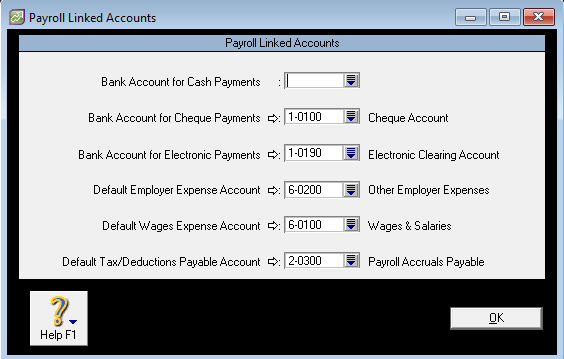 Payroll Linked Accounts
Payroll Linked Accounts
Bank Account for Cash Payments :
Bank Account for Cheque Payments ⇨: 1-0100 Cheque Account
Bank Account for Electronic Payments ⇨: 1-0190 Electronic Clearing Account
Default Employer Expense Account ⇨: 6-0200 Other Employer Expenses
Default Wages Expense Account ⇨: 6-0100 Wages & Salaries
Default Tax/Deductions Payable Account ⇨: 2-0300 Payroll Accruals Payable
?
Help F1
OK